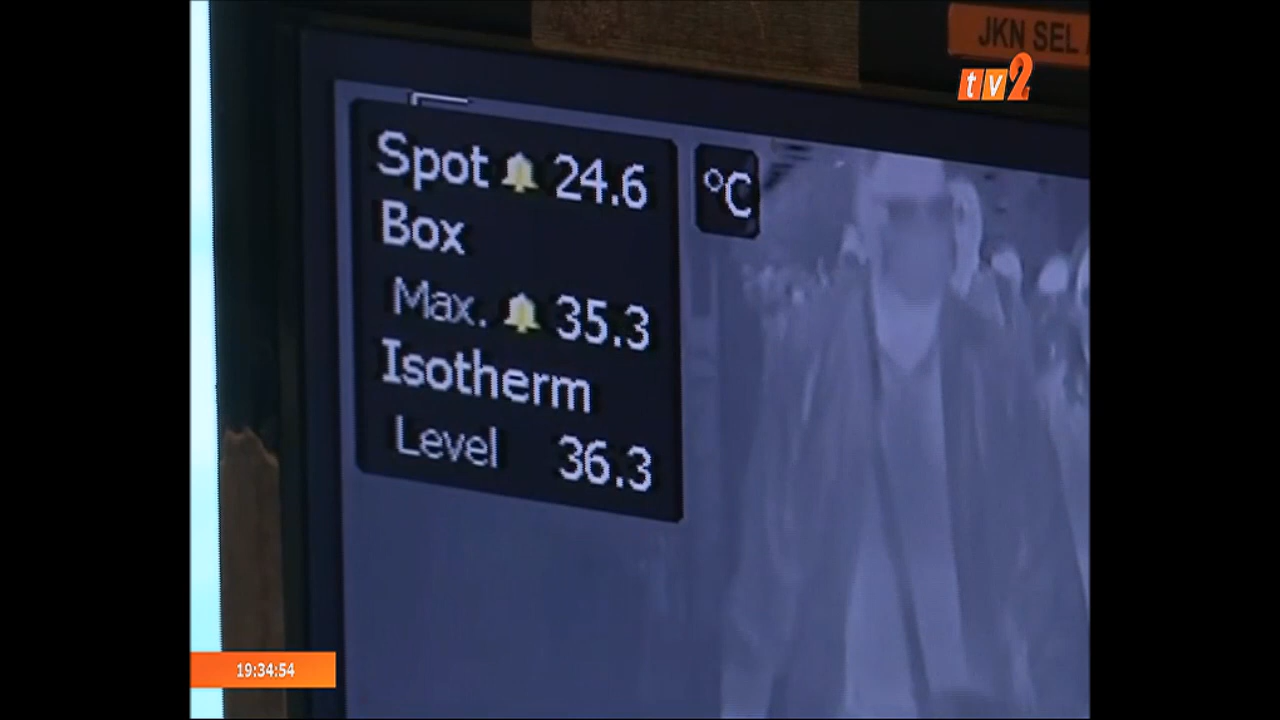 JKN SEL
tv2
Spot 24.6 °C
Box
Max. 35.3
Isotherm
Level 36.3
19:34:54